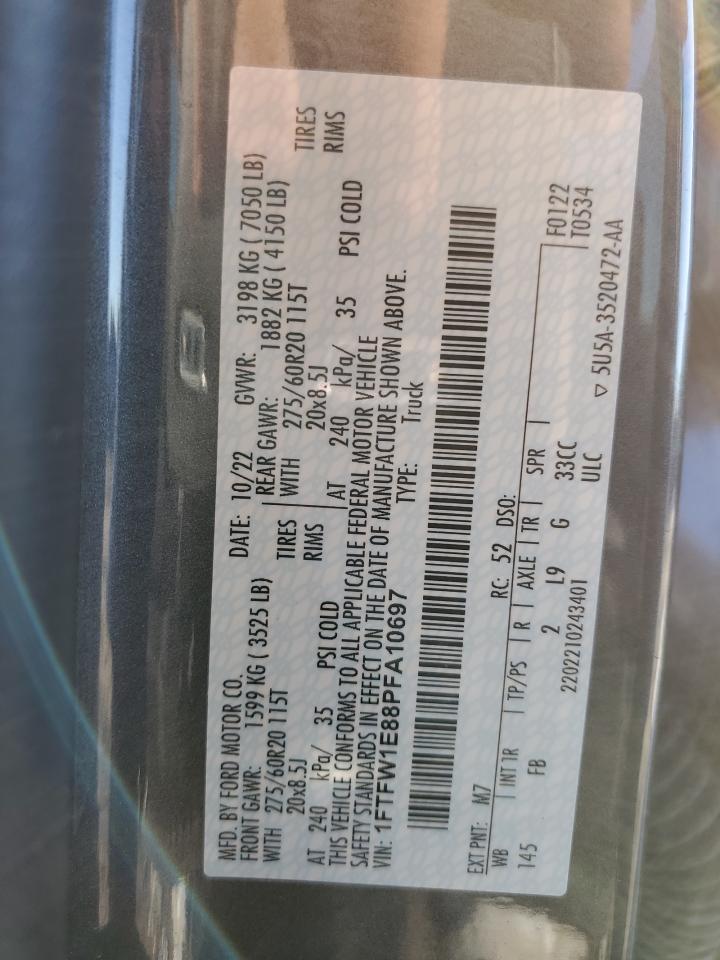 MFD. BY FORD MOTOR CO. DATE: 10/22 GVWR: 3198 KG ( 7050 LB)
FRONT GAWR: 1599 KG ( 3525 LB) REAR GAWR: 1882 KG ( 4150 LB)
WITH 275/60R20 115T TIRES WITH 275/60R20 115T TIRES
20x8.5J RIMS 20x8.5J RIMS
AT 240 kPa/ 35 PSI COLD AT 240 kPa/ 35 PSI COLD
THIS VEHICLE CONFORMS TO ALL APPLICABLE FEDERAL MOTOR VEHICLE
SAFETY STANDARDS IN EFFECT ON THE DATE OF MANUFACTURE SHOWN ABOVE.
VIN: 1FTFW1E88PFA10697 TYPE: Truck
EXT PNT: M7 RC: 52 DSO:
WB INT TR TP/PS R AXLE TR SPR F0122
T0534
145 FB 2 L9 G 33CC
ULC
2202210243401 ▽ 5U5A-3520472-AA